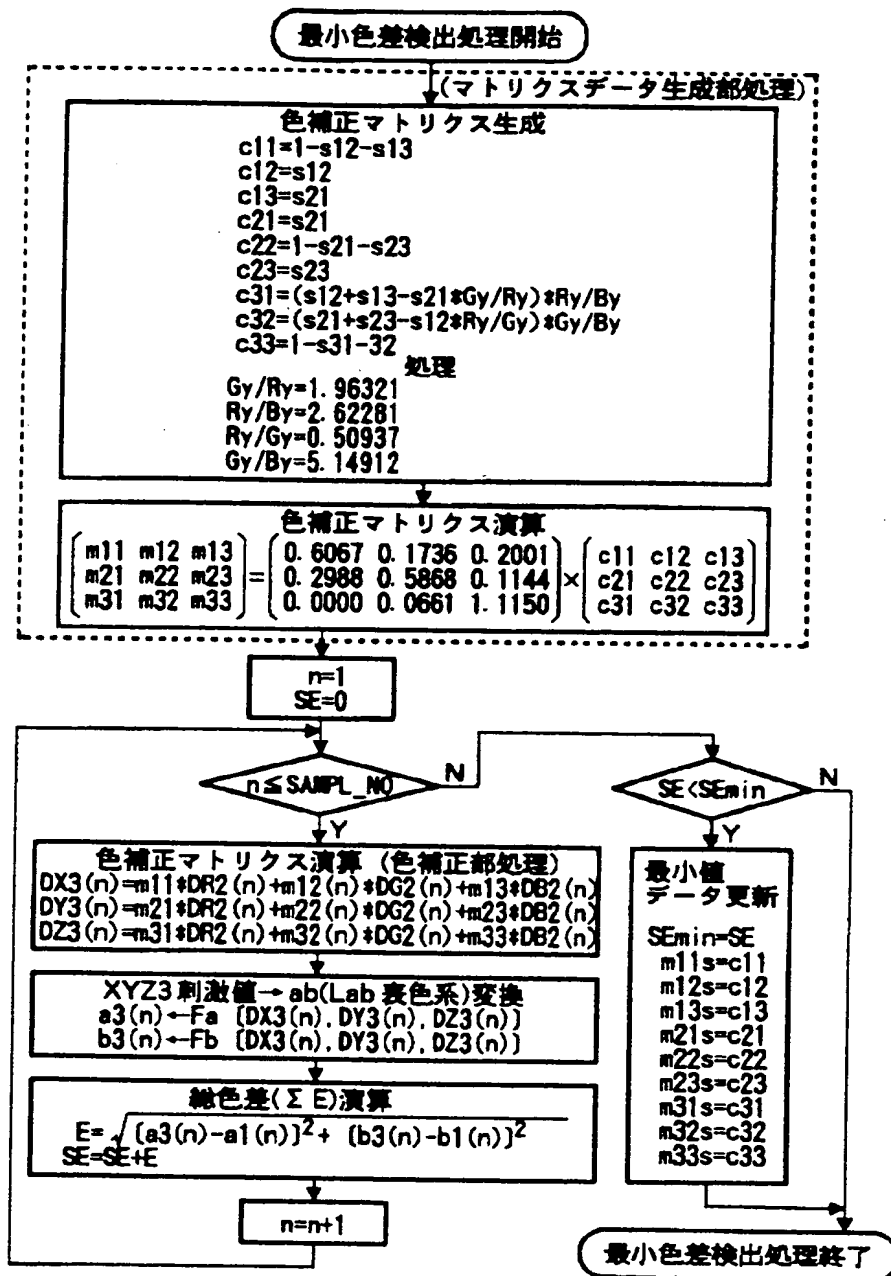 最小色差検出処理開始
(マトリクスデータ生成部処理)
色補正マトリクス生成
c11=1-s12-s13
c12=s12
c13=s21
c21=s21
c22=1-s21-s23
c23=s23
c31=(s12+s13-s21*Gy/Ry)*Ry/By
c32=(s21+s23-s12*Ry/Gy)*Gy/By
c33=1-s31-32
処理
Gy/Ry=1.96321
Ry/By=2.62281
Ry/Gy=0.50937
Gy/By=5.14912
色補正マトリクス演算
m11 m12 m13 0.6067 0.1736 0.2001 c11 c12 c13
m21 m22 m23 = 0.2988 0.5868 0.1144 × c21 c22 c23
m31 m32 m33 0.0000 0.0661 1.1150 c31 c32 c33
n=1
SE=0
n≦SAMPL_NO
N
Y
色補正マトリクス演算 (色補正部処理)
DX3(n)=m11*DR2(n)+m12(n)*DG2(n)+m13*DB2(n)
DY3(n)=m21*DR2(n)+m22(n)*DG2(n)+m23*DB2(n)
DZ3(n)=m31*DR2(n)+m32(n)*DG2(n)+m33*DB2(n)
XYZ3刺激値→ab(Lab表色系)変換
a3(n)←Fa [DX3(n),DY3(n),DZ3(n)]
b3(n)←Fb [DX3(n),DY3(n),DZ3(n)]
総色差(ΣE)演算
E=√[a3(n)-a1(n)]²+ [b3(n)-b1(n)]²
SE=SE+E
n=n+1
SE<SEmin
N
Y
最小値
データ更新
SEmin=SE
m11s=c11
m12s=c12
m13s=c13
m21s=c21
m22s=c22
m23s=c23
m31s=c31
m32s=c32
m33s=c33
最小色差検出処理終了